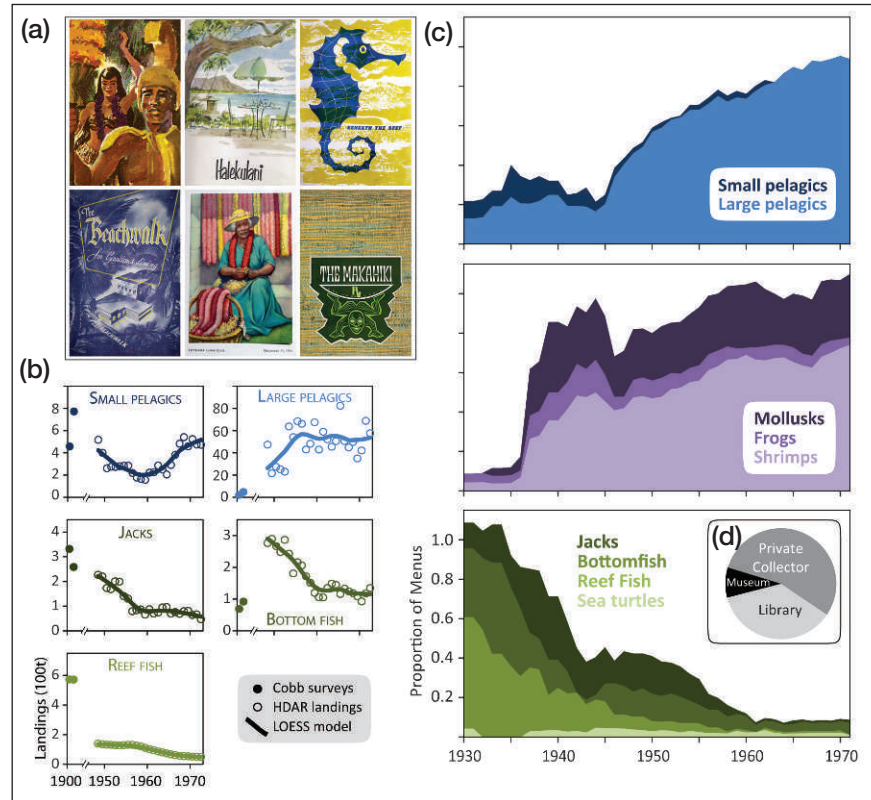 (a)
Halekulani
BENEATH THE REEF
The
Beachwalk
THE MAKAHIKI
(b)
SMALL PELAGICS
8
6
4
2
0
LARGE PELAGICS
80
60
40
20
0
JACKS
4
3
2
1
0
3
2
1
0
BOTTOM FISH
REEF FISH
6
4
2
0
Landings (100t)
1900 1950 1960 1970
Cobb surveys
HDAR landings
LOESS model
(c)
Small pelagics
Large pelagics
Mollusks
Frogs
Shrimps
Jacks
Bottomfish
Reef Fish
Sea turtles
(d)
Private
Collector
Museum
Library
Proportion of Menus
1.0
0.8
0.6
0.4
0.2
1930 1940 1950 1960 1970